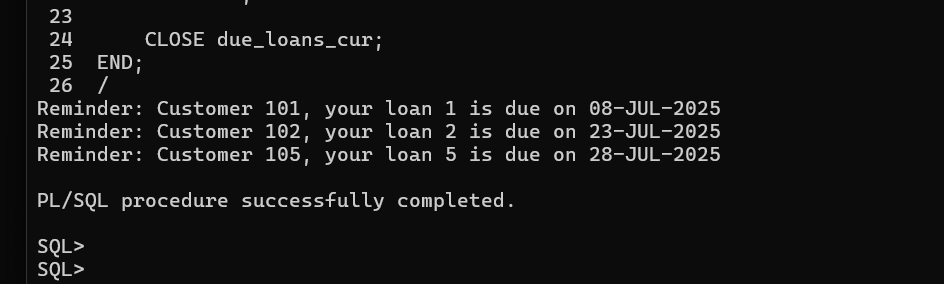 23
24      CLOSE due_loans_cur;
25  END;
26  /
Reminder: Customer 101, your loan 1 is due on 08-JUL-2025
Reminder: Customer 102, your loan 2 is due on 23-JUL-2025
Reminder: Customer 105, your loan 5 is due on 28-JUL-2025
PL/SQL procedure successfully completed.
SQL>
SQL>